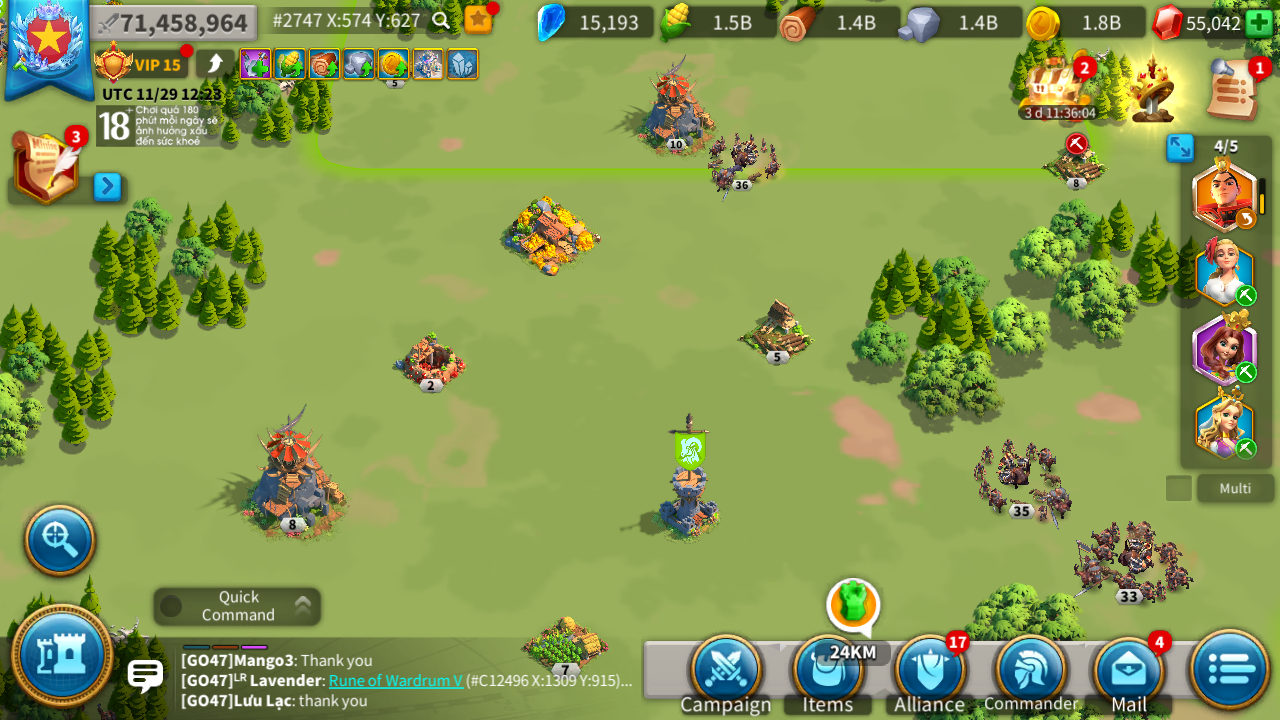 71,458,964
#2747 X:574 Y:627
15,193
1.5B
1.4B
1.4B
1.8B
55,042
VIP 15
5
UTC 11/29 12:23
18+
Chơi quá 180
phút mỗi ngày sẽ
ảnh hưởng xấu
đến sức khoẻ
3
2
3 d 11:36:04
1
4/5
10
36
8
5
2
8
35
33
7
Multi
Quick
Command
24KM
[GO47]Mango3: Thank you
[GO47]LR Lavender: Rune of Wardrum V (#C12496 X:1309 Y:915)...
[GO47]Lưu Lạc: thank you
17
4
Campaign
Items
Alliance
Commander
Mail